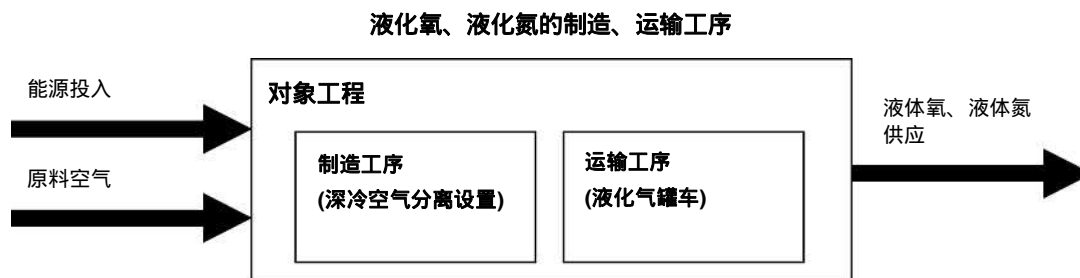 液化氧、液化氮的制造、运输工序
能源投入
对象工程
原料空气
制造工序
(深冷空气分离设置)
运输工序
(液化气罐车)
液体氧、液体氮
供应